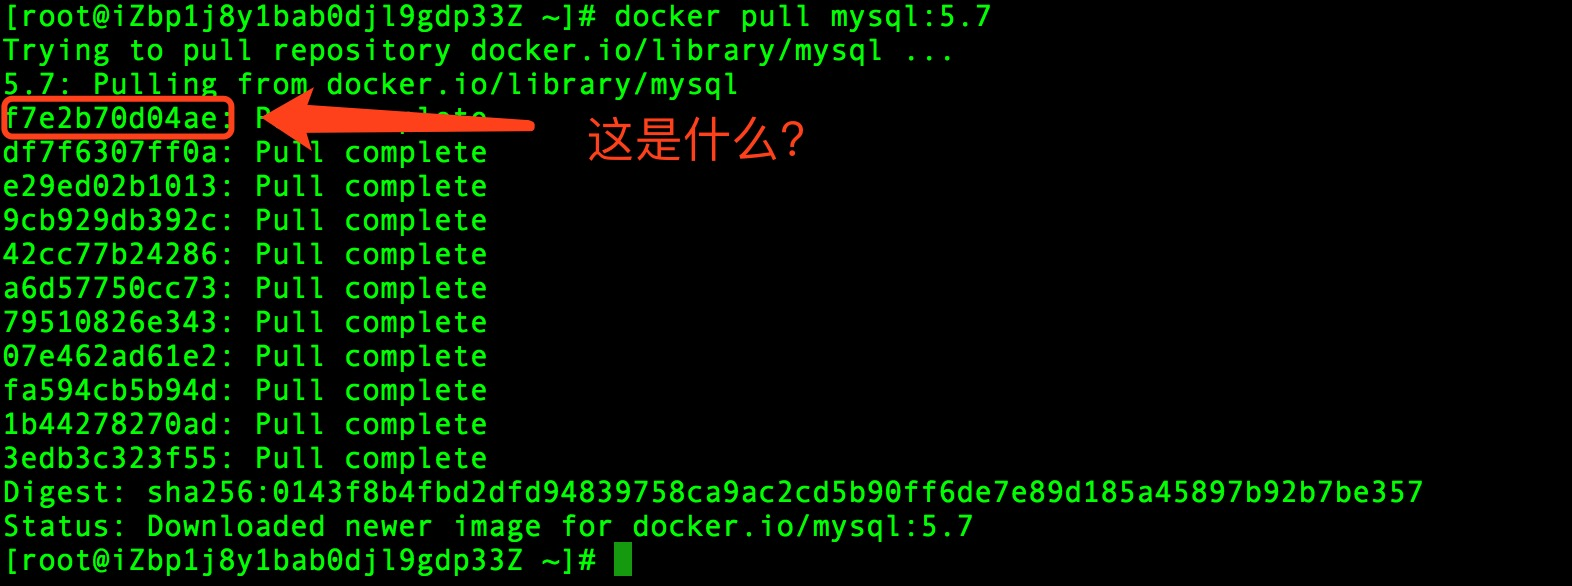 [root@iZbp1j8y1bab0djl9gdp33Z ~]# docker pull mysql:5.7
Trying to pull repository docker.io/library/mysql ...
5.7: Pulling from docker.io/library/mysql
f7e2b70d04ae: Pull complete
这是什么?
df7f6307ff0a: Pull complete
e29ed02b1013: Pull complete
9cb929db392c: Pull complete
42cc77b24286: Pull complete
a6d57750cc73: Pull complete
79510826e343: Pull complete
07e462ad61e2: Pull complete
fa594cb5b94d: Pull complete
1b44278270ad: Pull complete
3edb3c323f55: Pull complete
Digest: sha256:0143f8b4fbd2dfd94839758ca9ac2cd5b90ff6de7e89d185a45897b92b7be357
Status: Downloaded newer image for docker.io/mysql:5.7
[root@iZbp1j8y1bab0djl9gdp33Z ~]#